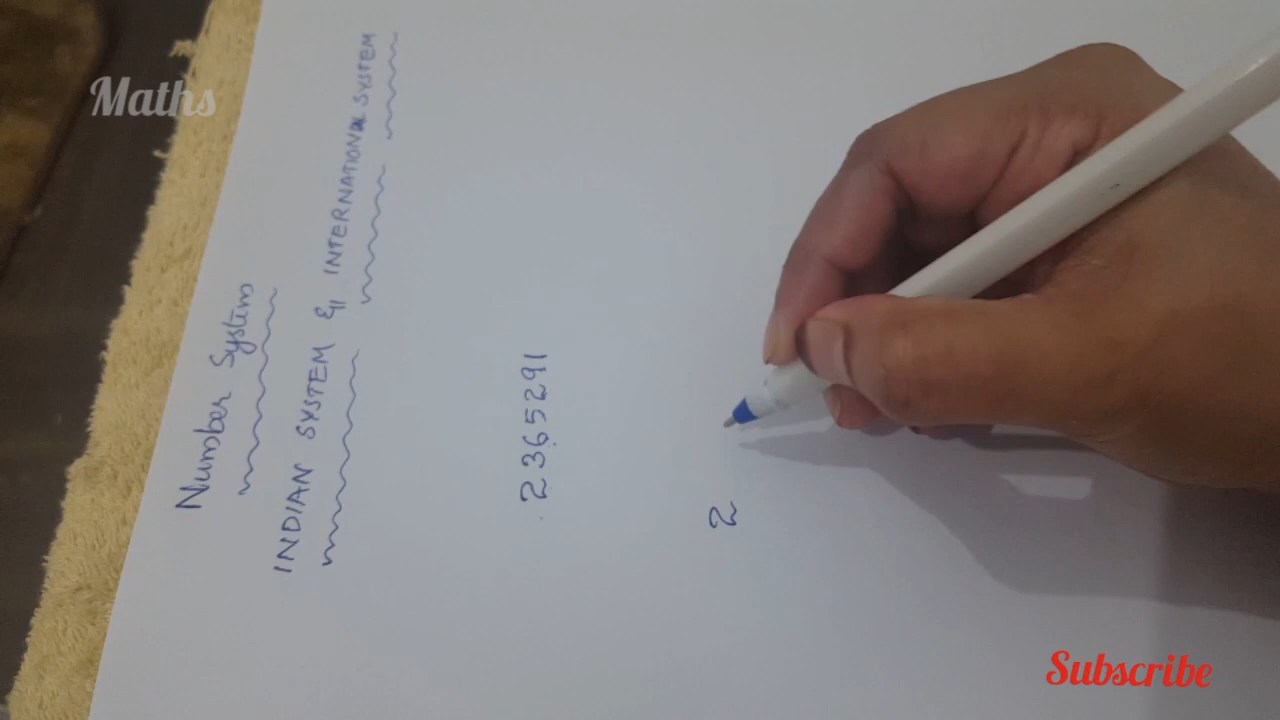 Maths
Number System
INDIAN SYSTEM & INTERNATIONAL SYSTEM
2365291
2
Subscribe